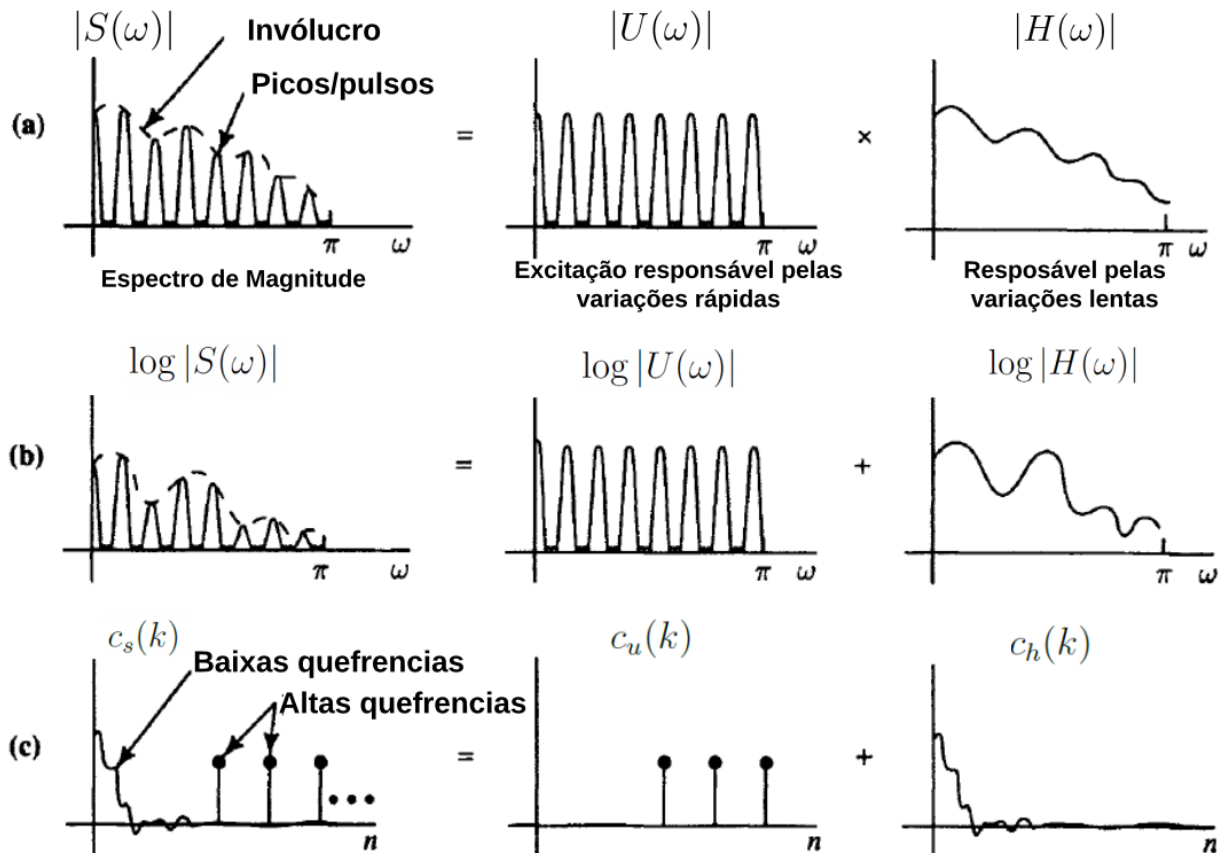 |S(ω)| Invólucro |U(ω)| |H(ω)|
Picos/pulsos
(a) = ×
π ω π ω π ω
Espectro de Magnitude
Excitação responsável pelas
variações rápidas
Resposável pelas
variações lentas
log |S(ω)| log |U(ω)| log |H(ω)|
(b) = +
π ω π ω π ω
c_s(k) c_u(k) c_h(k)
Baixas quefrencias
Altas quefrencias
(c) = +
n n n